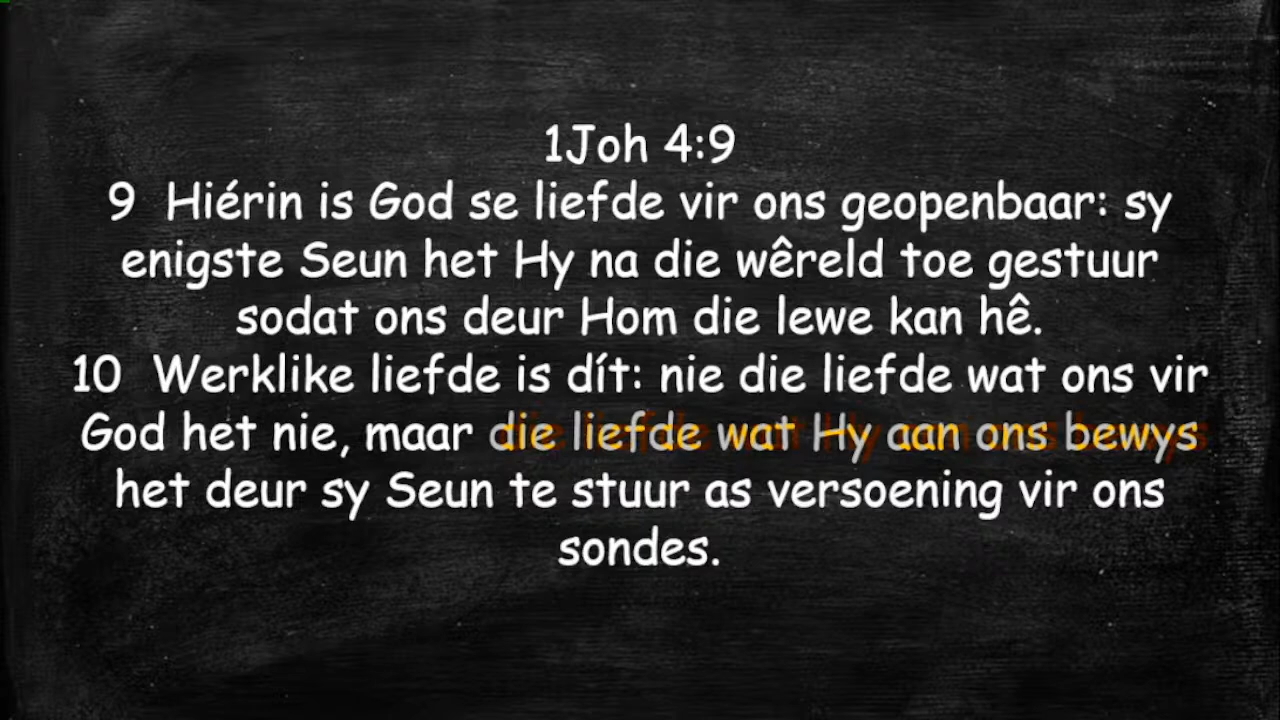 1Joh 4:9
9 Hiérin is God se liefde vir ons geopenbaar: sy
enigste Seun het Hy na die wêreld toe gestuur
sodat ons deur Hom die lewe kan hê.
10 Werklike liefde is dít: nie die liefde wat ons vir
God het nie, maar die liefde wat Hy aan ons bewys
het deur sy Seun te stuur as versoening vir ons
sondes.